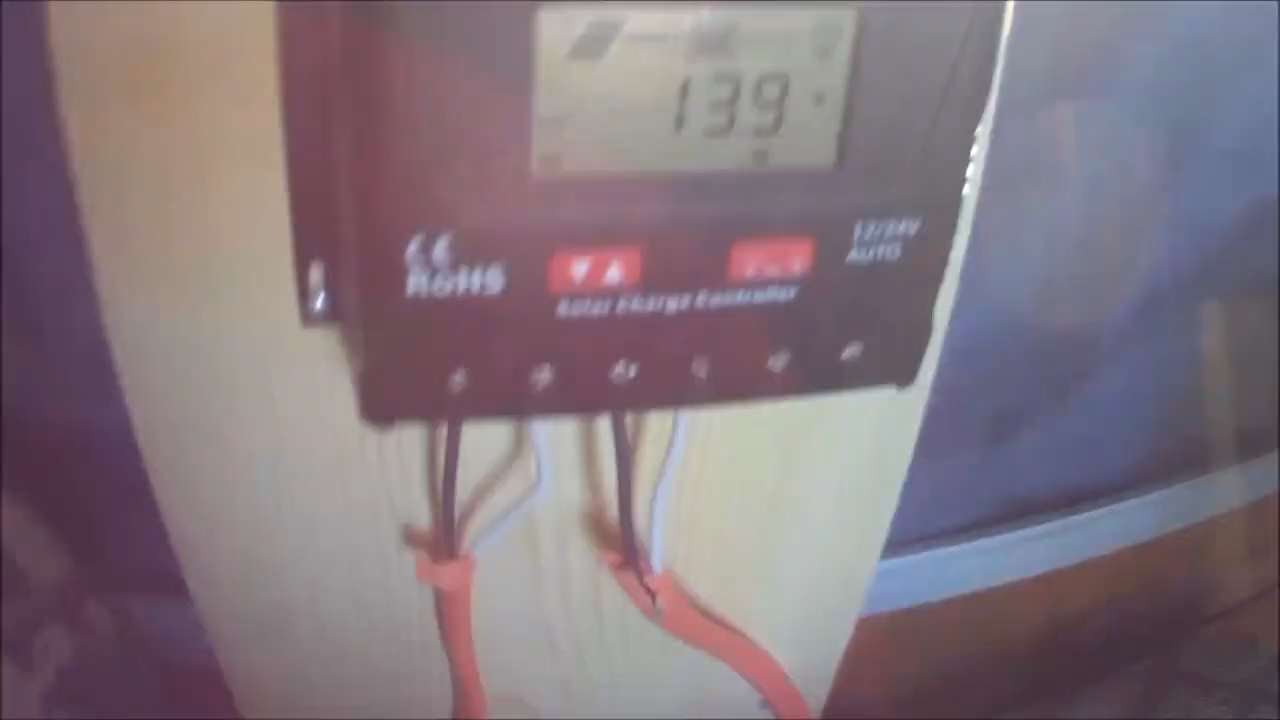 139
CE
RoHS
▼ ▲
12/24V
AUTO
Solar Charge Controller